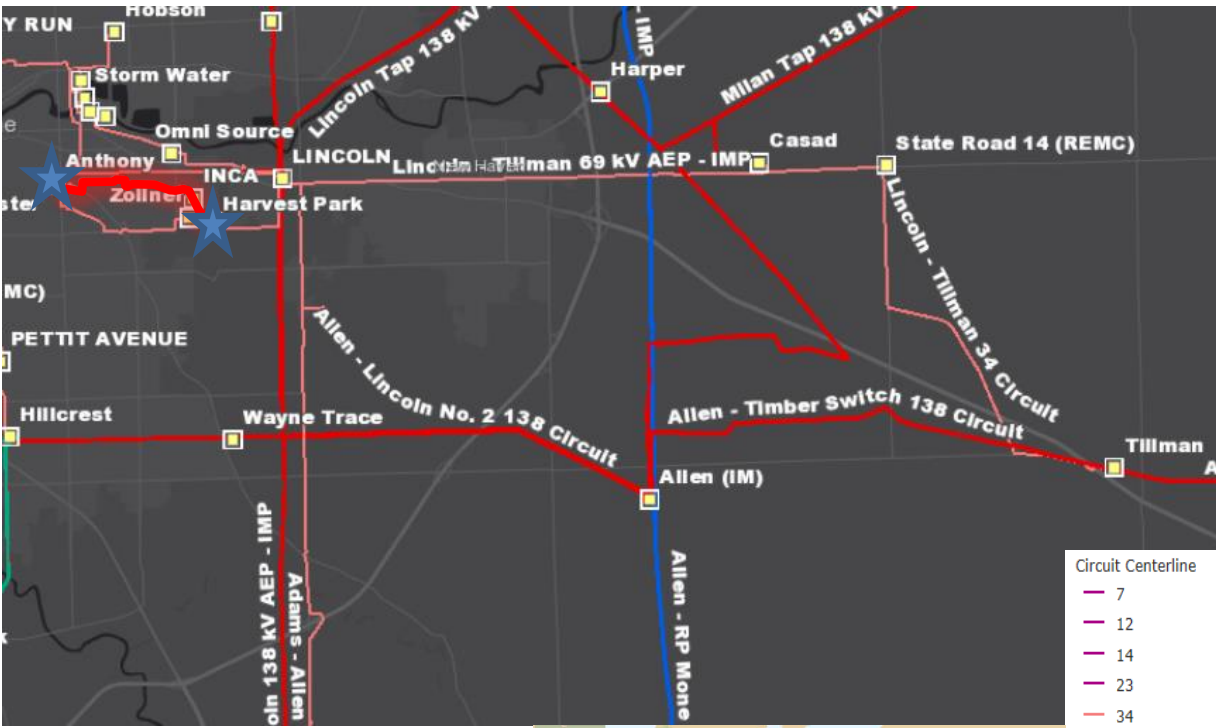 Hobson
Y RUN
Storm Water
Lincoln Tap 138 kV
- IMP
Harper
Milan Tap 138 kV
e
Omni Source
Anthony
LINCOLN
Lincoln - Tillman 69 kV AEP - IMP
Casad
State Road 14 (REMC)
INCA
Zollner
Harvest Park
ste
Lincoln - Tillman 34 Circuit
MC)
PETTIT AVENUE
Allen - Lincoln No. 2 138 Circuit
Hillcrest
Wayne Trace
Allen - Timber Switch 138 Circuit
Tillman
A
Allen (IM)
oln 138 kV AEP - IMP
Adams - Allen
Allen - RP Mone
Circuit Centerline
7
12
14
23
34